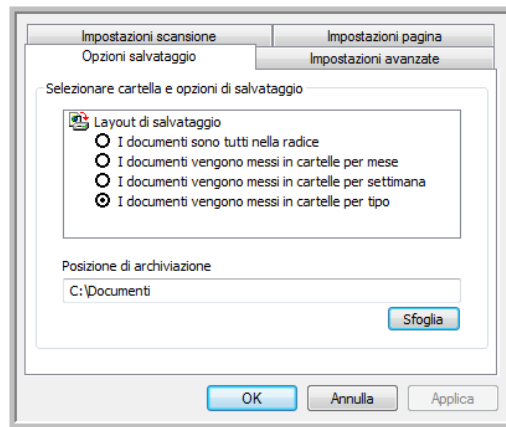 Impostazioni scansione
Impostazioni pagina
Opzioni salvataggio
Impostazioni avanzate
Selezionare cartella e opzioni di salvataggio
Layout di salvataggio
I documenti sono tutti nella radice
I documenti vengono messi in cartelle per mese
I documenti vengono messi in cartelle per settimana
I documenti vengono messi in cartelle per tipo
Posizione di archiviazione
C:\Documenti
Sfoglia
OK
Annulla
Applica